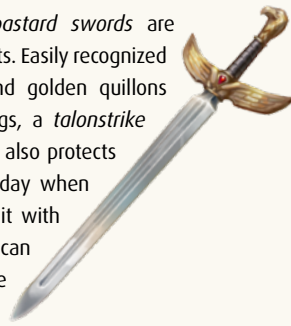 bastard swords are
ts. Easily recognized
nd golden quillons
gs, a talonstrike
also protects
day when
it with
can
e